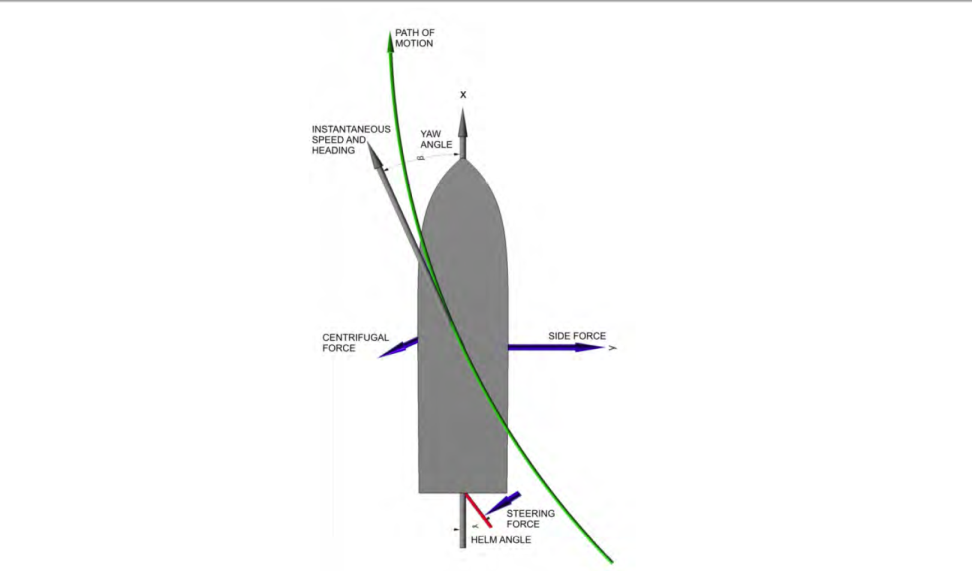 PATH OF
MOTION
X
INSTANTANEOUS
SPEED AND
HEADING
YAW
ANGLE
β
CENTRIFUGAL
FORCE
SIDE FORCE
Y
STEERING
FORCE
HELM ANGLE